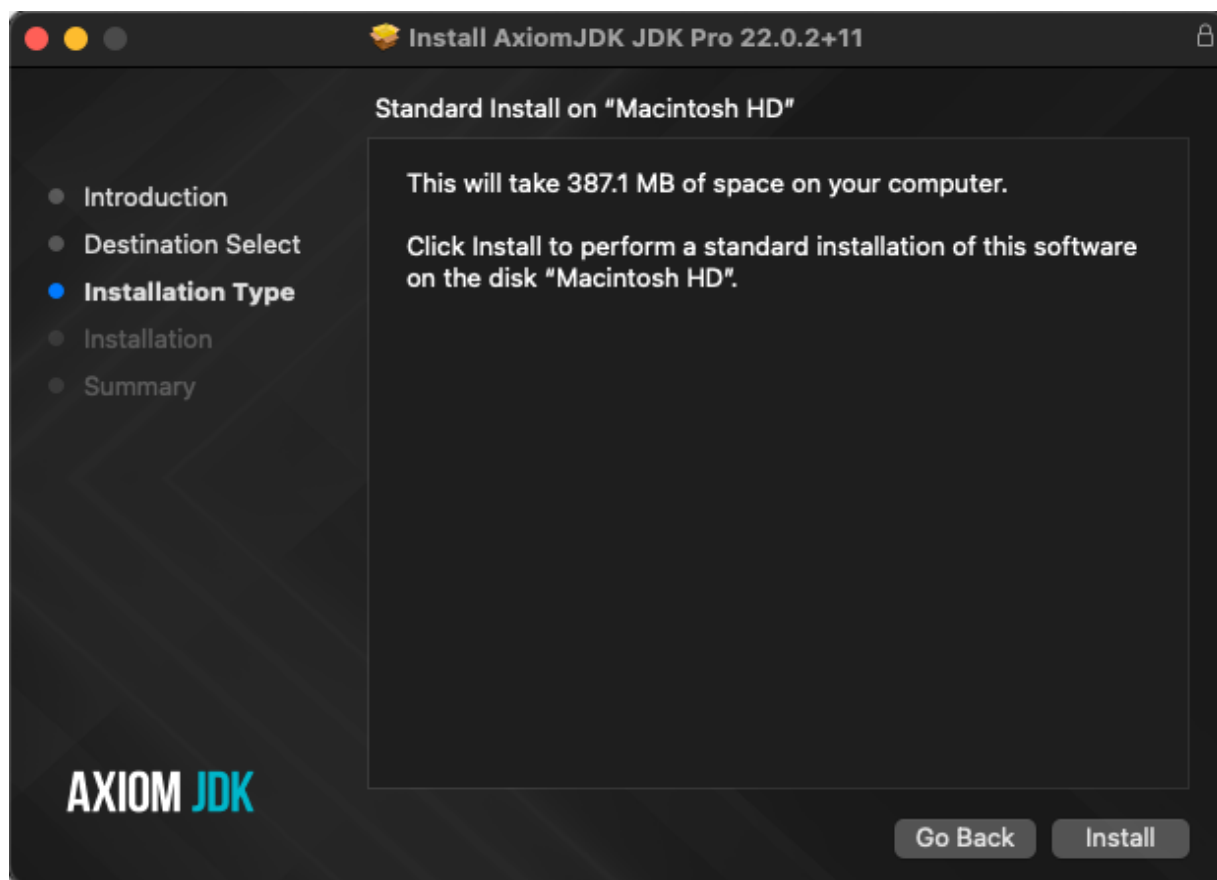 Install AxiomJDK JDK Pro 22.0.2+11
Standard Install on “Macintosh HD”
Introduction
Destination Select
Installation Type
Installation
Summary
This will take 387.1 MB of space on your computer.
Click Install to perform a standard installation of this software
on the disk “Macintosh HD”.
AXIOM JDK
Go Back
Install